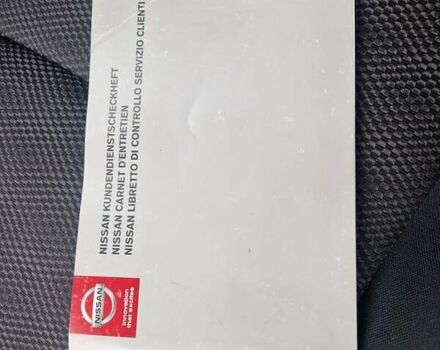 NISSAN KUNDENDIENSTSCHECKHEFT
NISSAN CARNET D'ENTRETIEN
NISSAN LIBRETTO DI CONTROLLO SERVIZIO CLIENTI
NISSAN
Innovation
that excites